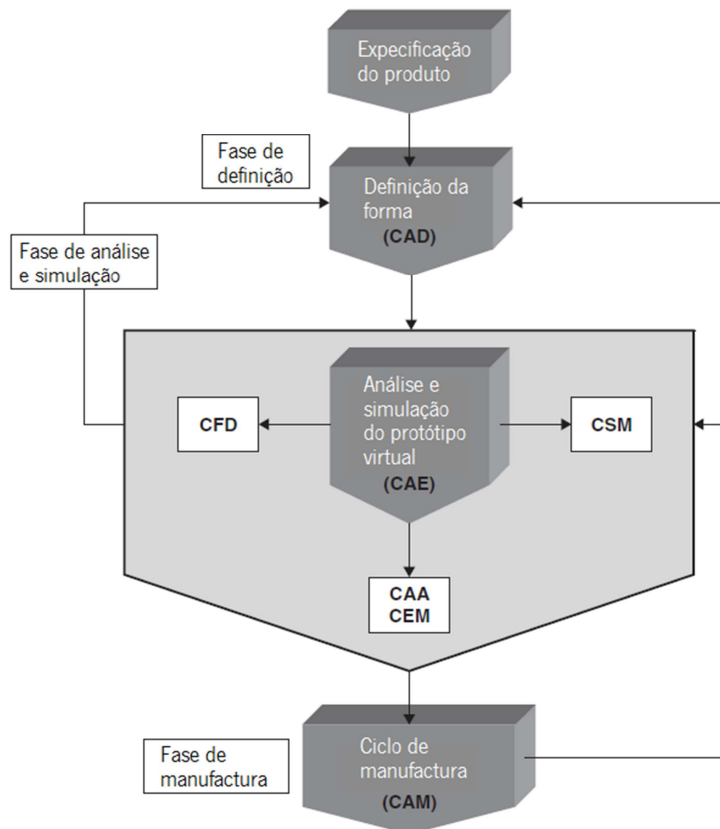 Expecificação
do produto
Fase de
definição
Definição da
forma
(CAD)
Fase de análise
e simulação
Análise e
simulação
do protótipo
virtual
(CAE)
CFD
CSM
CAA
CEM
Fase de
manufactura
Ciclo de
manufactura
(CAM)